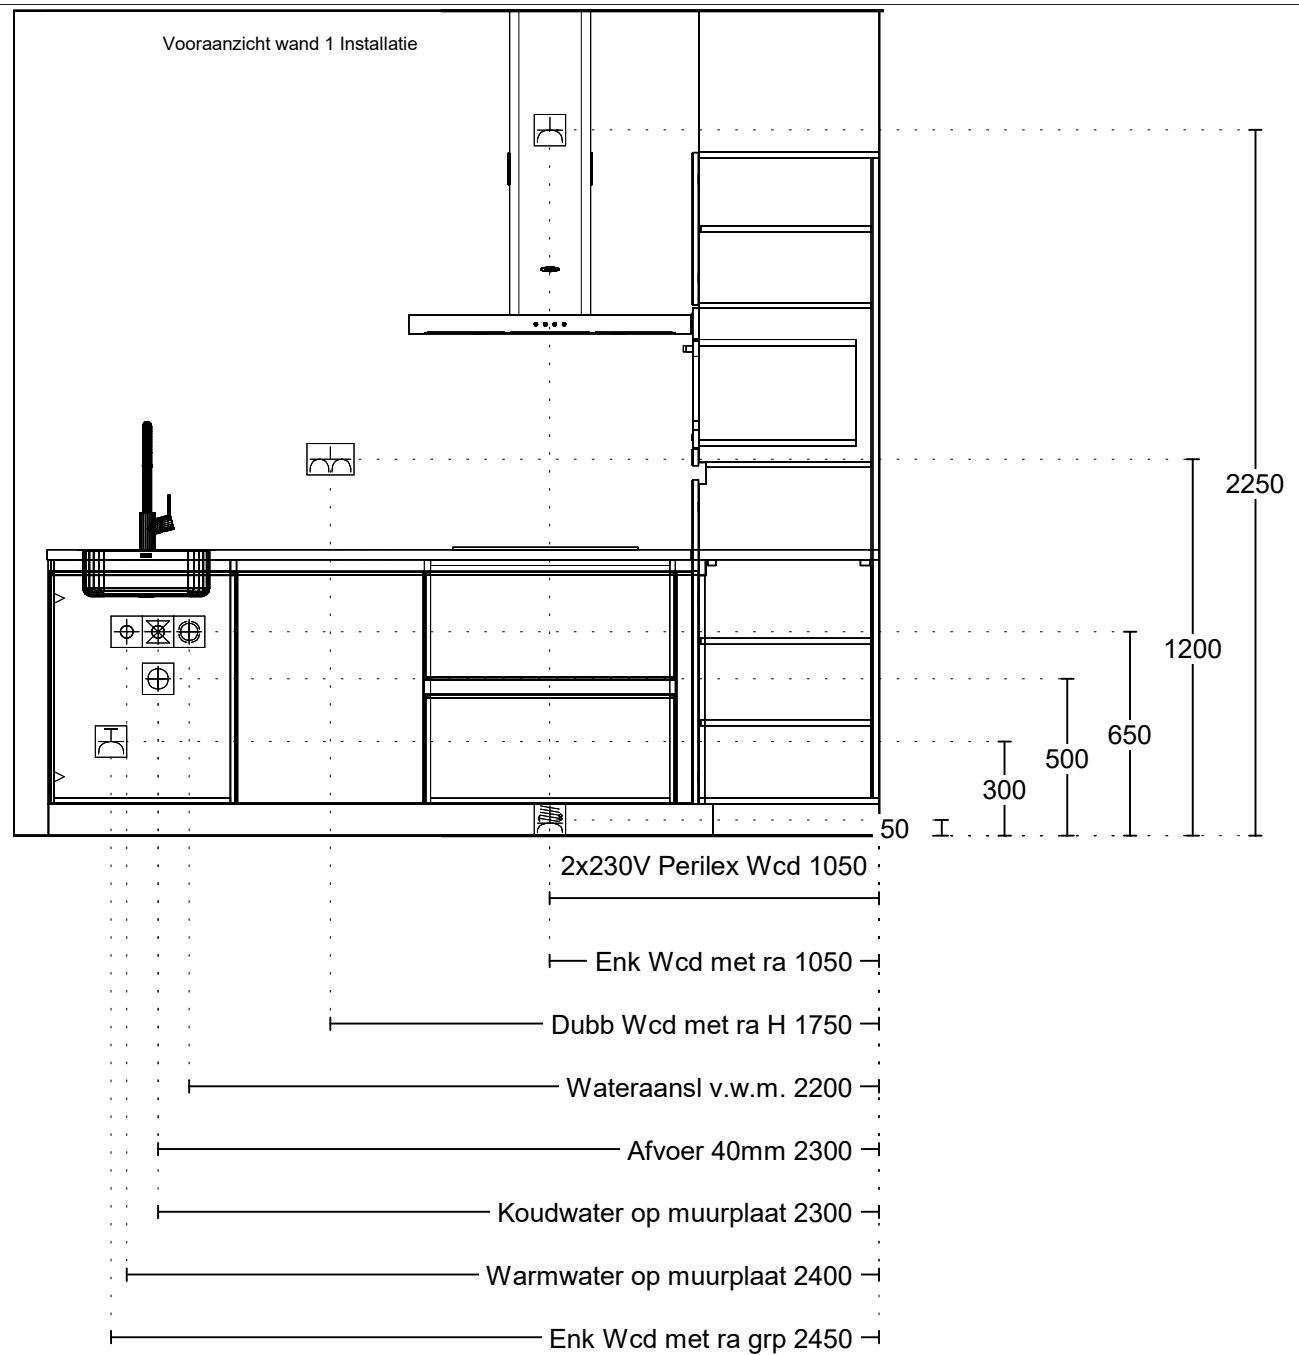 Vooraanzicht wand 1 Installatie
2250
1200
650
500
300
50
2x230V Perilex Wcd 1050
Enk Wcd met ra 1050
Dubb Wcd met ra H 1750
Wateraansl v.w.m. 2200
Afvoer 40mm 2300
Koudwater op muurplaat 2300
Warmwater op muurplaat 2400
Enk Wcd met ra grp 2450